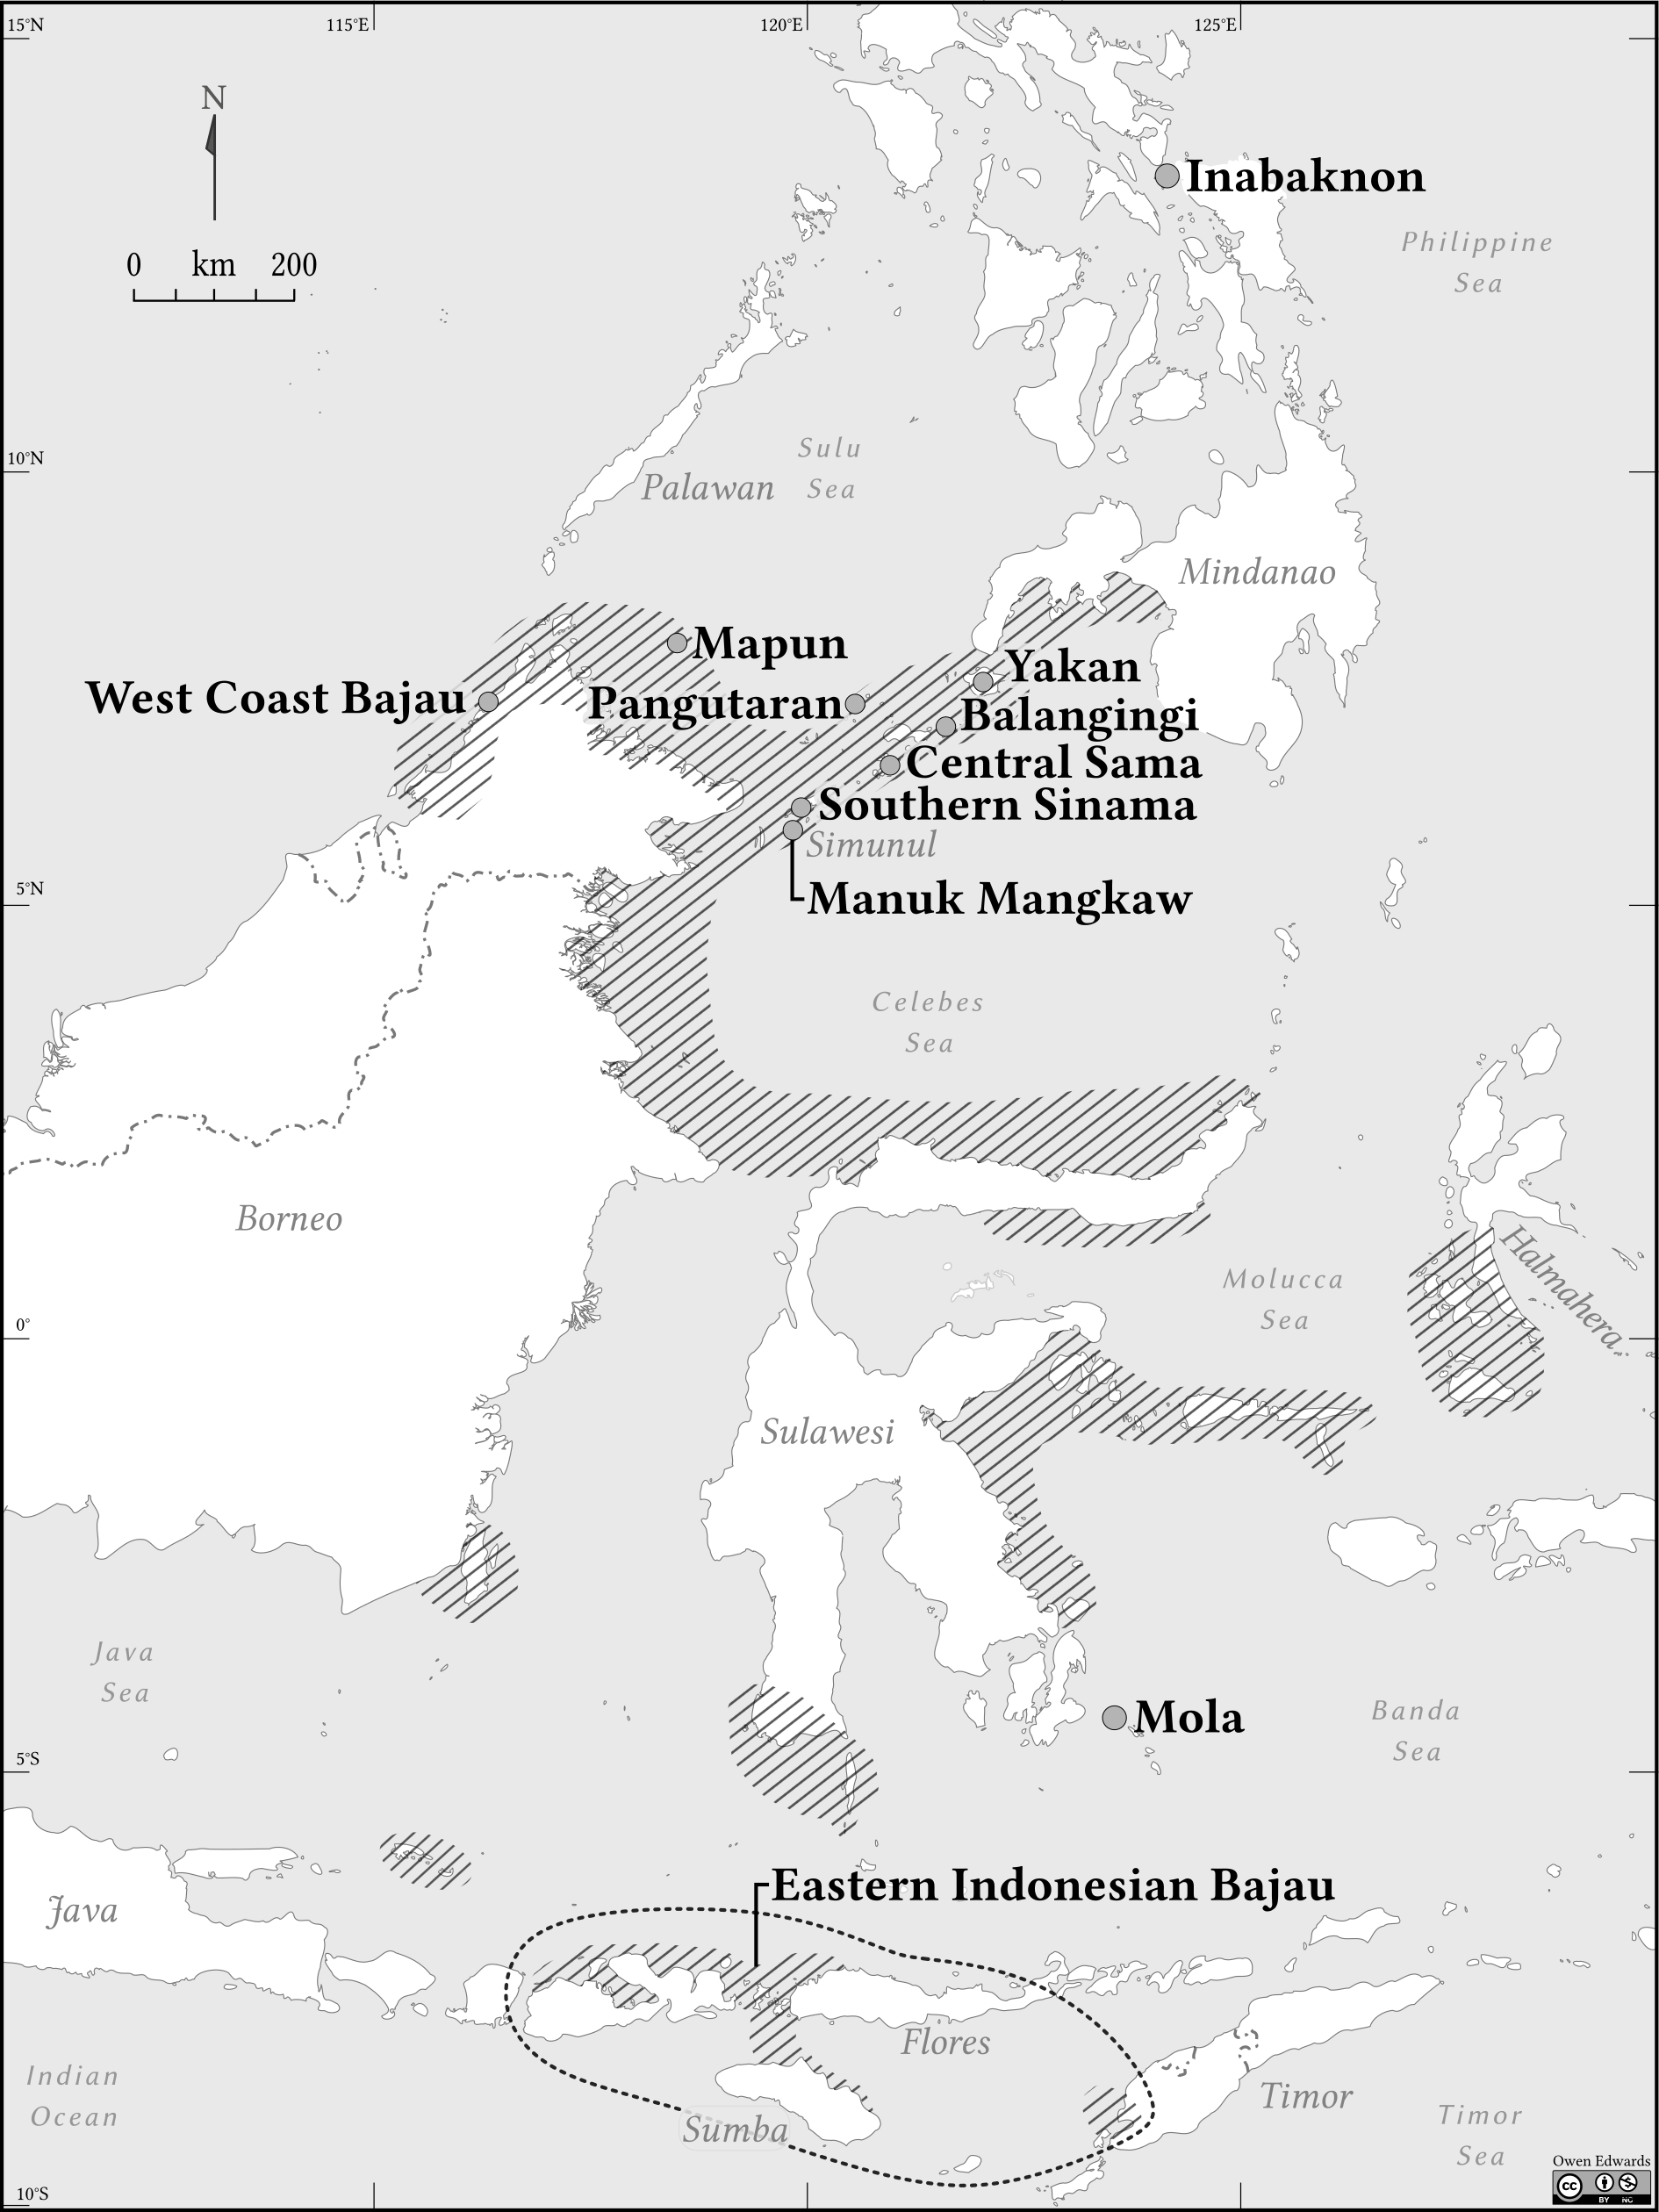 15°N
115°E
120°E
125°E
N
0 km 200
Inabaknon
Philippine
Sea
Sulu
Sea
10°N
Palawan
Mindanao
Mapun
Yakan
West Coast Bajau
Pangutaran
Balangingi
Central Sama
Southern Sinama
Simunul
5°N
Manuk Mangkaw
Celebes
Sea
Borneo
Halmahera
Molucca
Sea
0°
Sulawesi
Java
Sea
Mola
Banda
Sea
5°S
Eastern Indonesian Bajau
Java
Flores
Indian
Ocean
Timor
Sumba
Timor
Sea
Owen Edwards
cc
BY NC
10°S